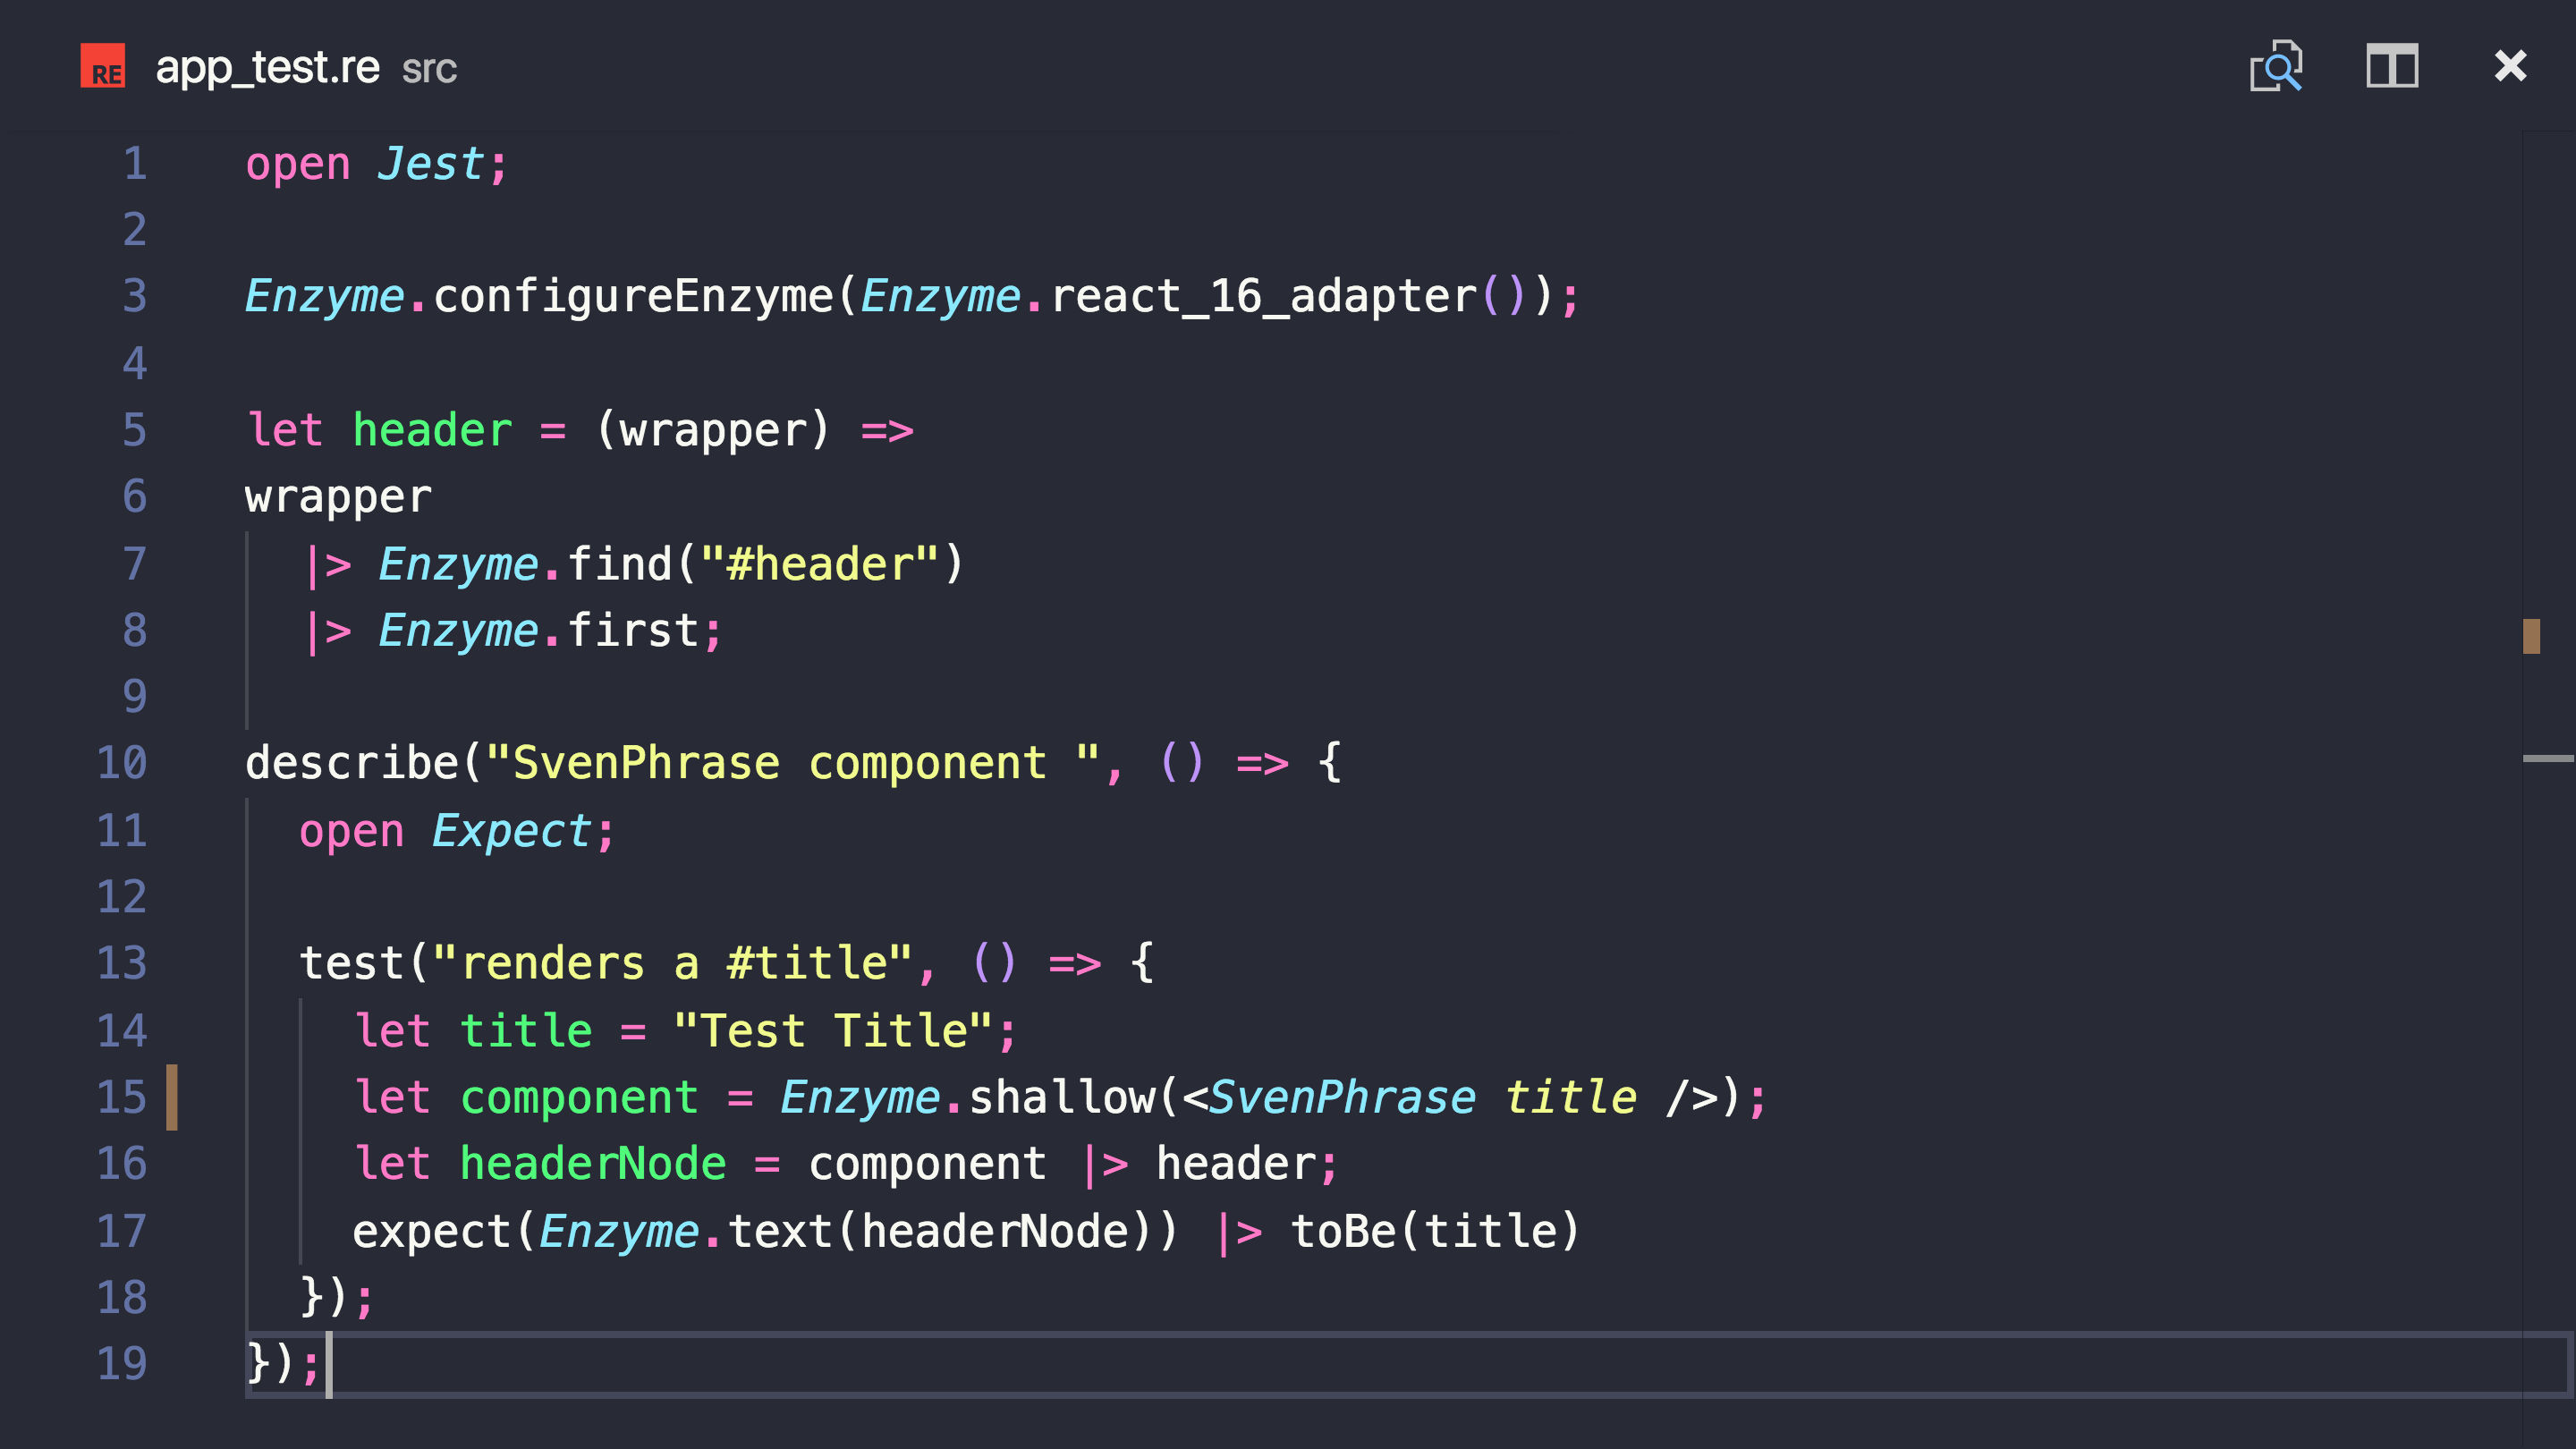 RE app_test.re src
1 open Jest;
2
3 Enzyme.configureEnzyme(Enzyme.react_16_adapter());
4
5 let header = (wrapper) =>
6 wrapper
7   |> Enzyme.find("#header")
8   |> Enzyme.first;
9
10 describe("SvenPhrase component ", () => {
11   open Expect;
12
13   test("renders a #title", () => {
14     let title = "Test Title";
15     let component = Enzyme.shallow(<SvenPhrase title />);
16     let headerNode = component |> header;
17     expect(Enzyme.text(headerNode)) |> toBe(title)
18   });
19 });